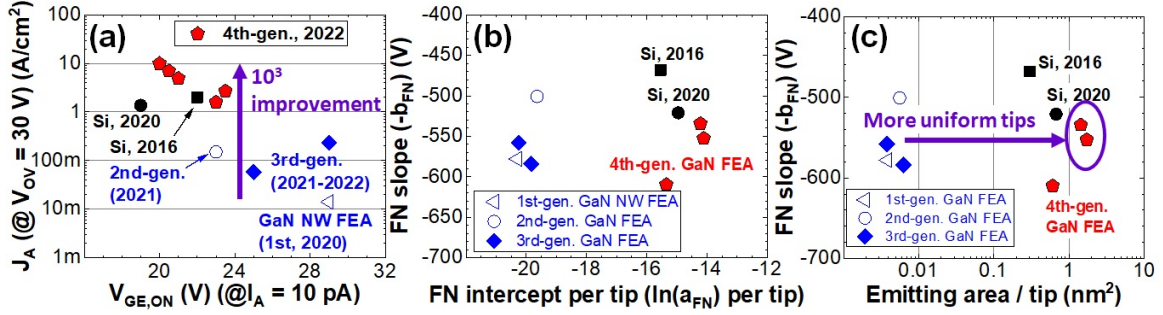 (a)
4th-gen., 2022
10³
improvement
Si, 2020
Si, 2016
2nd-gen.
(2021)
3rd-gen.
(2021-2022)
GaN NW FEA
(1st, 2020)
100
10
1
100m
10m
1m
20 24 28 32
J_A (@ V_OV = 30 V) (A/cm²)
V_GE,ON (V) (@I_A = 10 pA)
(b)
Si, 2016
Si, 2020
4th-gen. GaN FEA
1st-gen. GaN NW FEA
2nd-gen. GaN FEA
3rd-gen. GaN FEA
-400
-500
-600
-700
-20 -18 -16 -14 -12
FN slope (-b_FN) (V)
FN intercept per tip (ln(a_FN) per tip)
(c)
Si, 2016
Si, 2020
More uniform tips
4th-gen.
GaN FEA
1st-gen. GaN NW FEA
2nd-gen. GaN FEA
3rd-gen. GaN FEA
-400
-500
-600
-700
0.01 0.1 1 10
FN slope (-b_FN) (V)
Emitting area / tip (nm²)